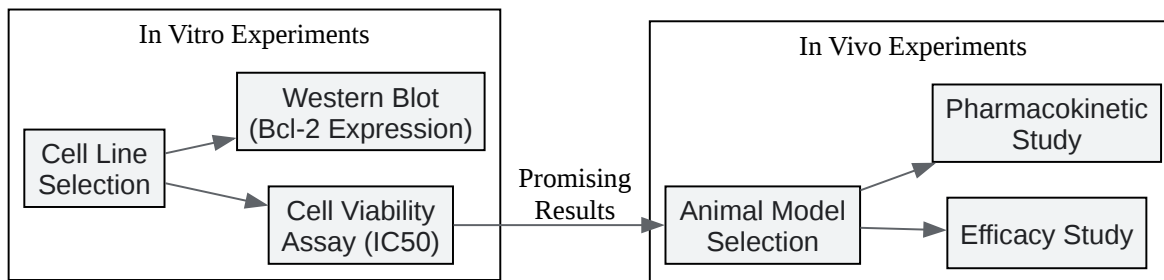 In Vitro Experiments
Cell Line
Selection
Western Blot
(Bcl-2 Expression)
Cell Viability
Assay (IC50)
Promising
Results
In Vivo Experiments
Animal Model
Selection
Pharmacokinetic
Study
Efficacy Study